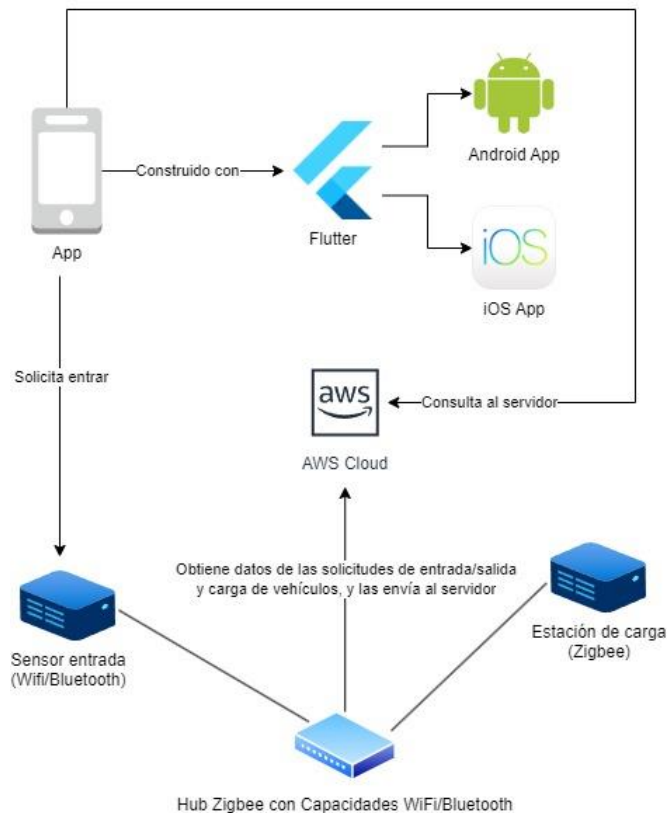 Android App
Construido con
Flutter
App
iOS
iOS App
Solicita entrar
aws
Consulta al servidor
AWS Cloud
Obtiene datos de las solicitudes de entrada/salida
y carga de vehículos, y las envía al servidor
Estación de carga
(Zigbee)
Sensor entrada
(Wifi/Bluetooth)
Hub Zigbee con Capacidades WiFi/Bluetooth